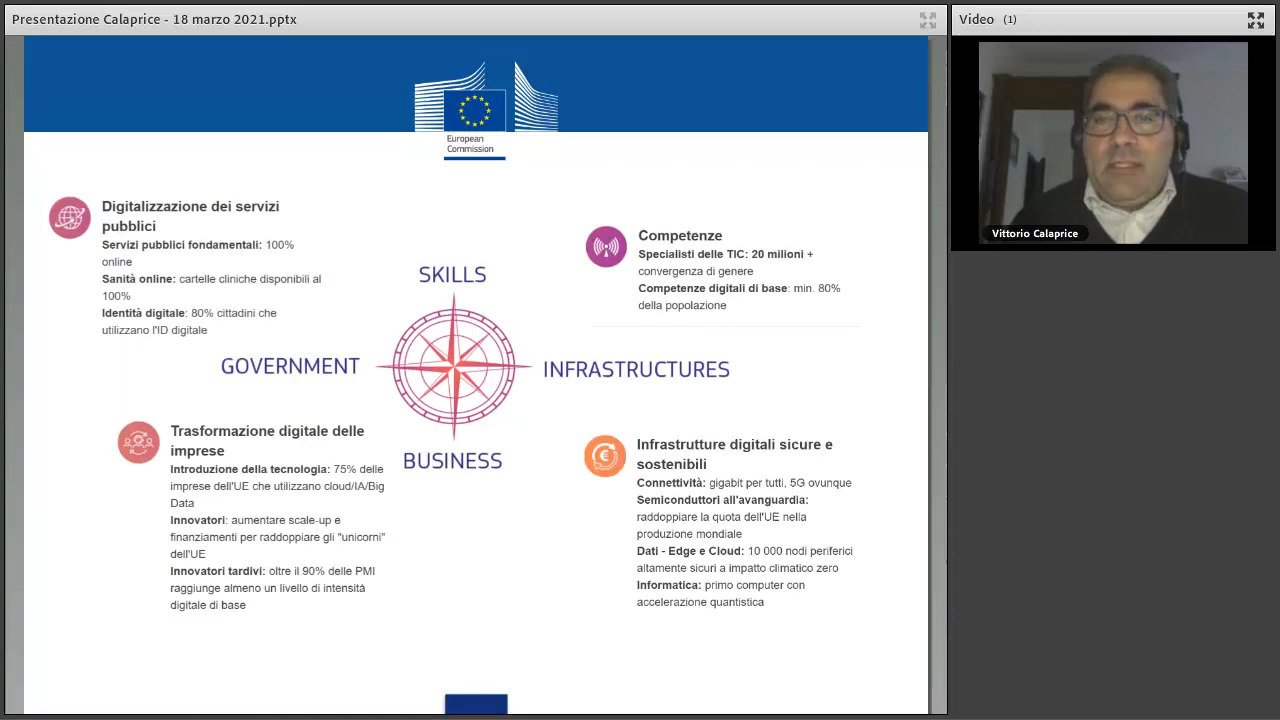 Presentazione Calaprice - 18 marzo 2021.pptx
Video (1)
European
Commission
Digitalizzazione dei servizi
pubblici
Servizi pubblici fondamentali: 100%
online
Sanità online: cartelle cliniche disponibili al
100%
Identità digitale: 80% cittadini che
utilizzano l'ID digitale
Competenze
Specialisti delle TIC: 20 milioni +
convergenza di genere
Competenze digitali di base: min. 80%
della popolazione
SKILLS
GOVERNMENT
INFRASTRUCTURES
BUSINESS
Trasformazione digitale delle
imprese
Introduzione della tecnologia: 75% delle
imprese dell'UE che utilizzano cloud/IA/Big
Data
Innovatori: aumentare scale-up e
finanziamenti per raddoppiare gli "unicorni"
dell'UE
Innovatori tardivi: oltre il 90% delle PMI
raggiunge almeno un livello di intensità
digitale di base
Infrastrutture digitali sicure e
sostenibili
Connettività: gigabit per tutti, 5G ovunque
Semiconduttori all'avanguardia:
raddoppiare la quota dell'UE nella
produzione mondiale
Dati - Edge e Cloud: 10 000 nodi periferici
altamente sicuri a impatto climatico zero
Informatica: primo computer con
accelerazione quantistica
Vittorio Calaprice